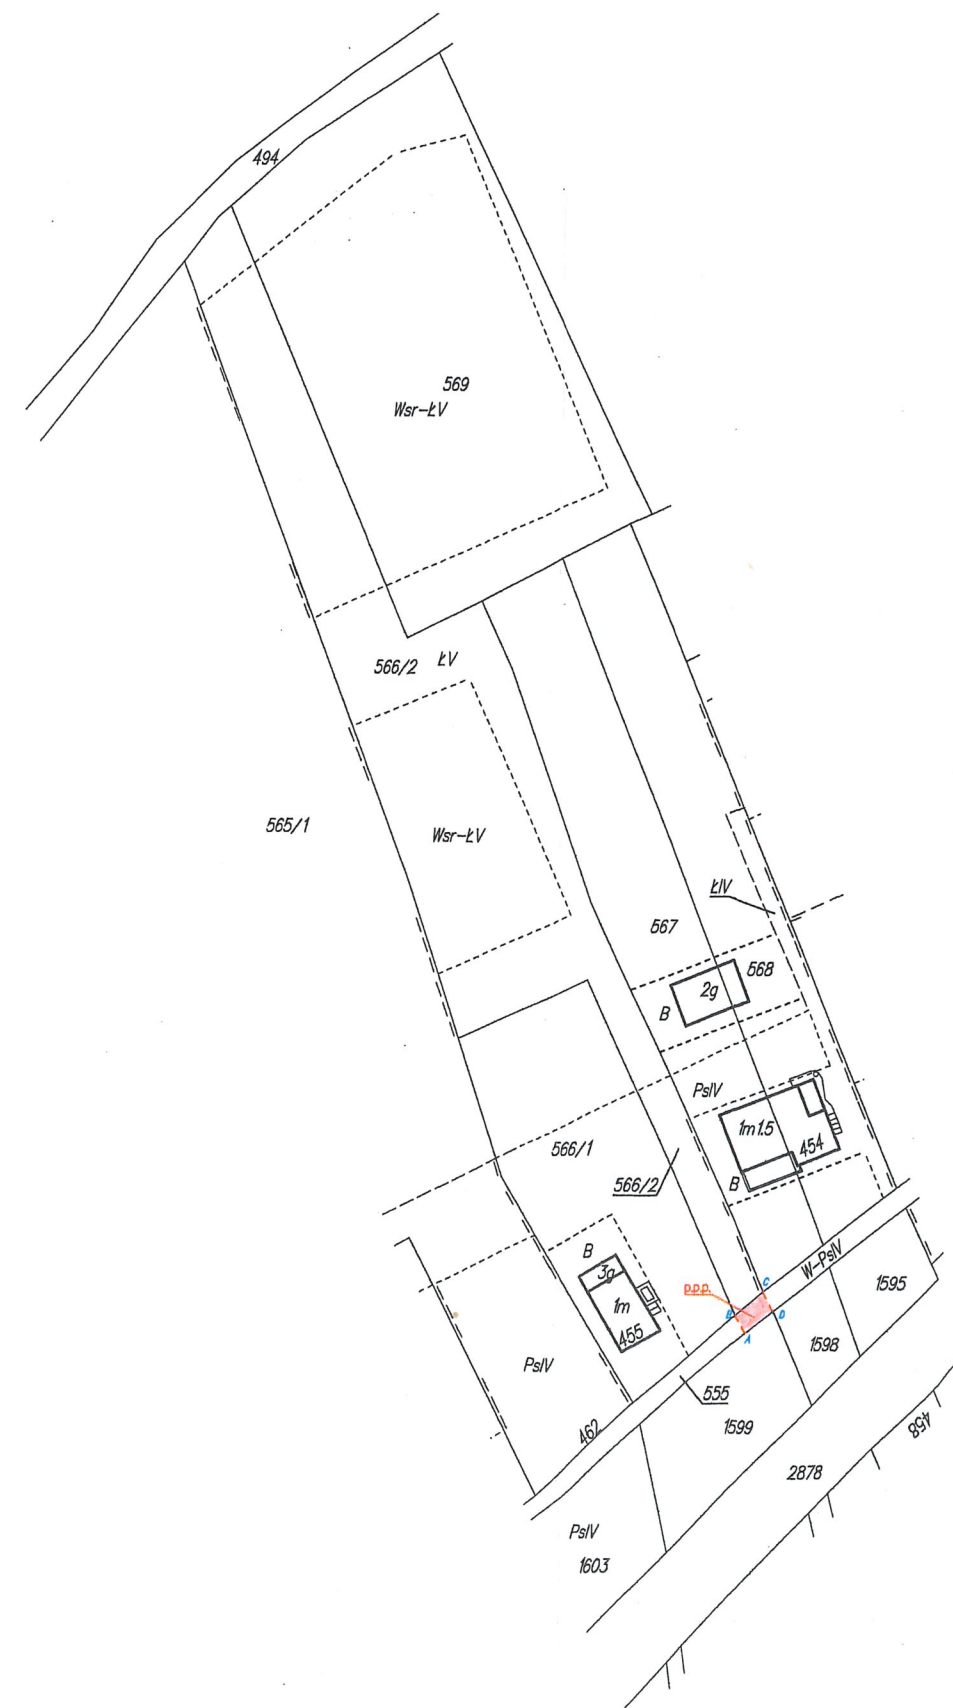 494
569
Wsr-ŁV
566/2 ŁV
565/1
Wsr-ŁV
ŁIV
567
568
2g
B
PsIV
1m1.5
454
566/1
566/2
B
B
3g
1m
455
p.p.p.
C
B
D
A
W-PsIV
1595
1598
PsIV
555
462
1599
458
2878
PsIV
1603